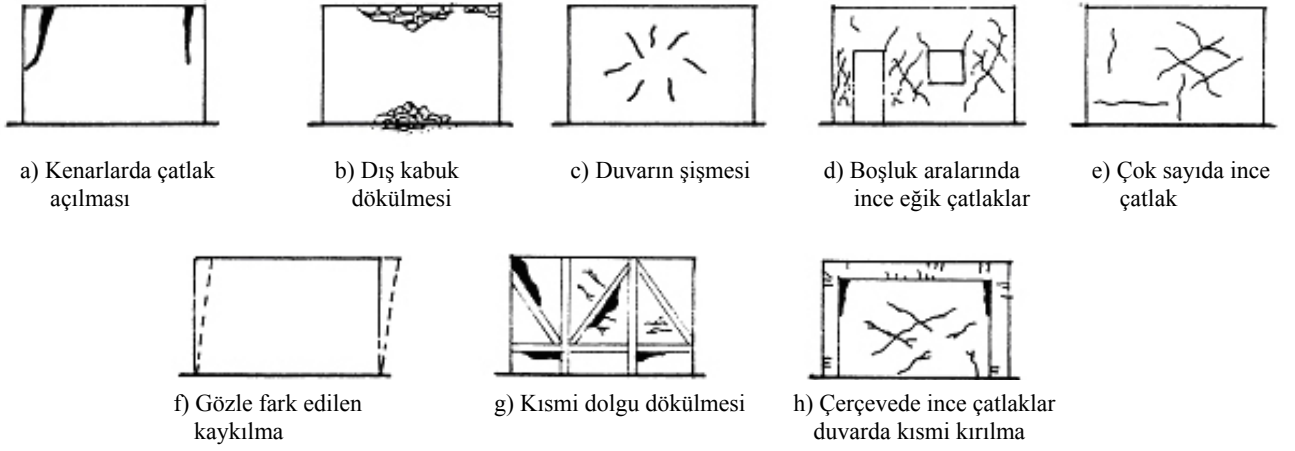 a) Kenarlarda çatlak
açılması
b) Dış kabuk
dökülmesi
c) Duvarın şişmesi
d) Boşluk aralarında
ince eğik çatlaklar
e) Çok sayıda ince
çatlak
f) Gözle fark edilen
kaykılma
g) Kısmi dolgu dökülmesi
h) Çerçevede ince çatlaklar
duvarda kısmi kırılma